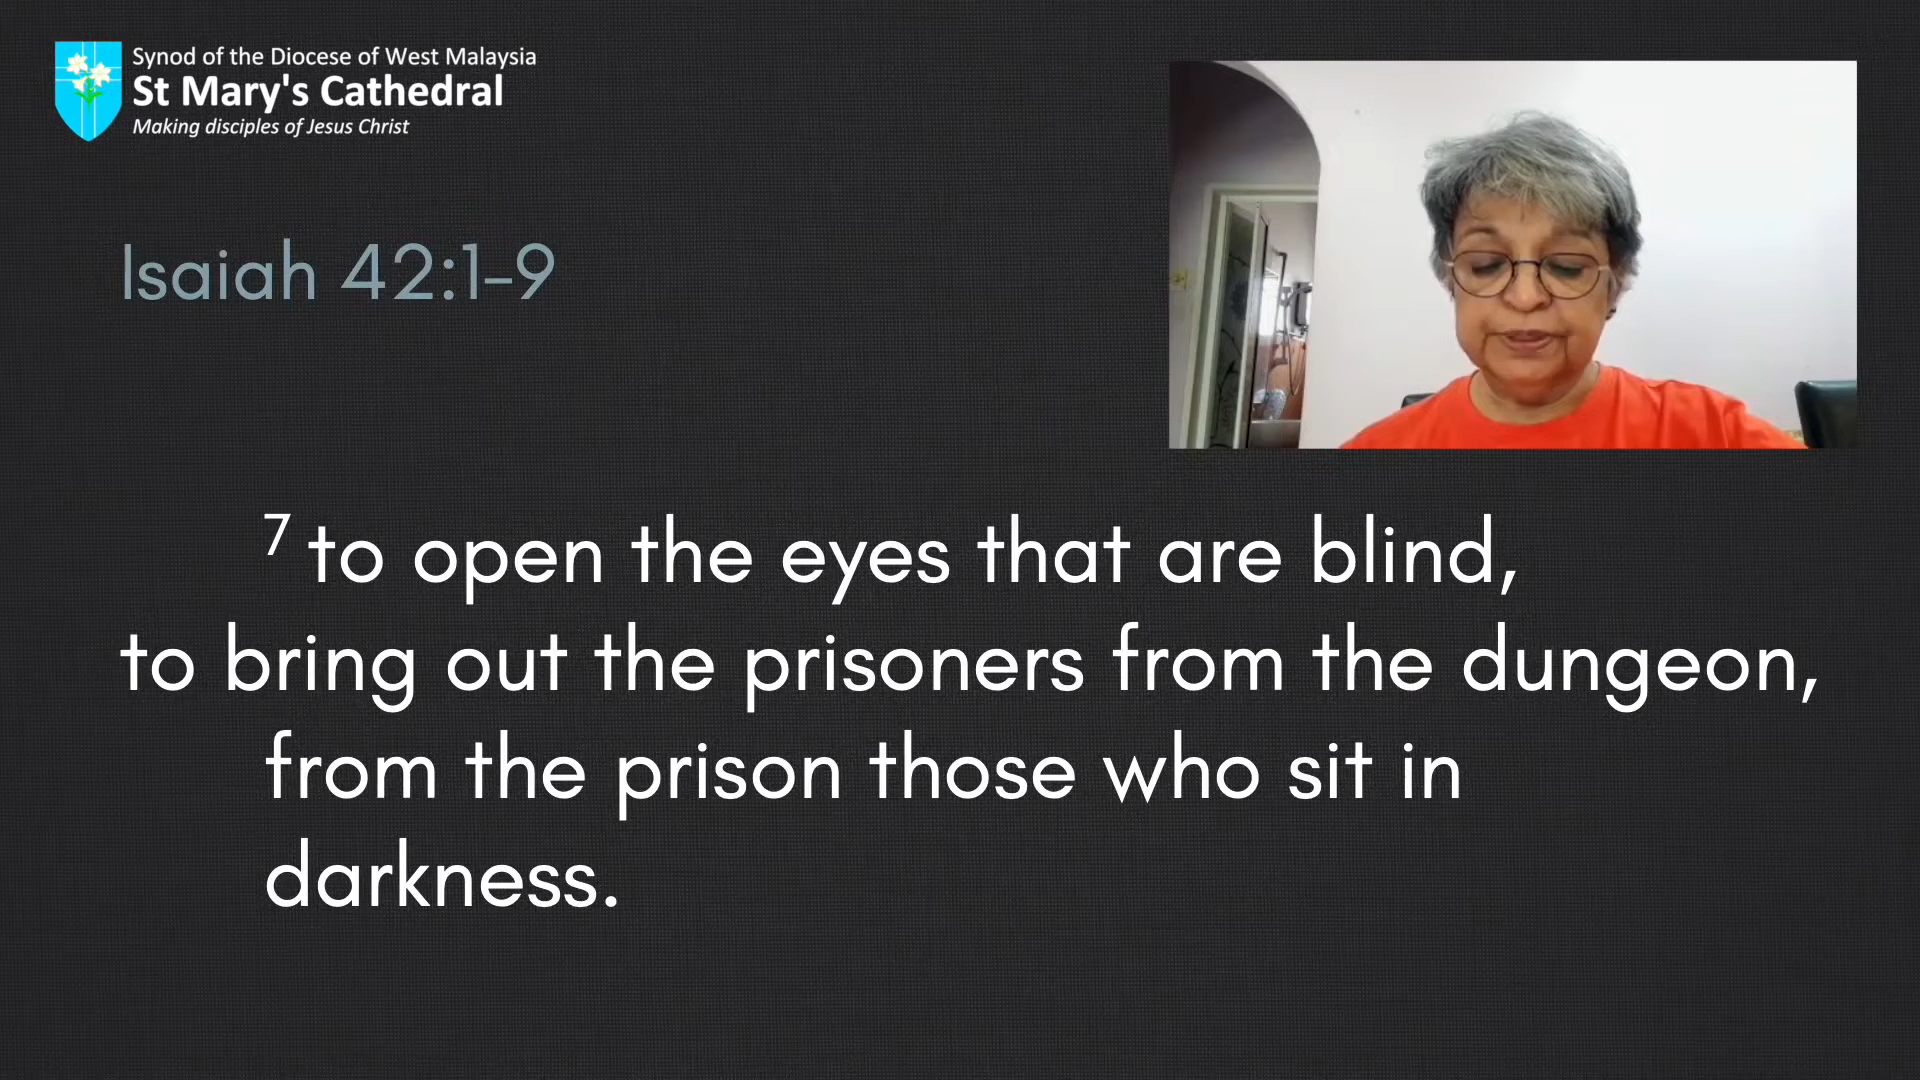 Synod of the Diocese of West Malaysia
St Mary's Cathedral
Making disciples of Jesus Christ
Isaiah 42:1-9
7 to open the eyes that are blind,
to bring out the prisoners from the dungeon,
from the prison those who sit in
darkness.